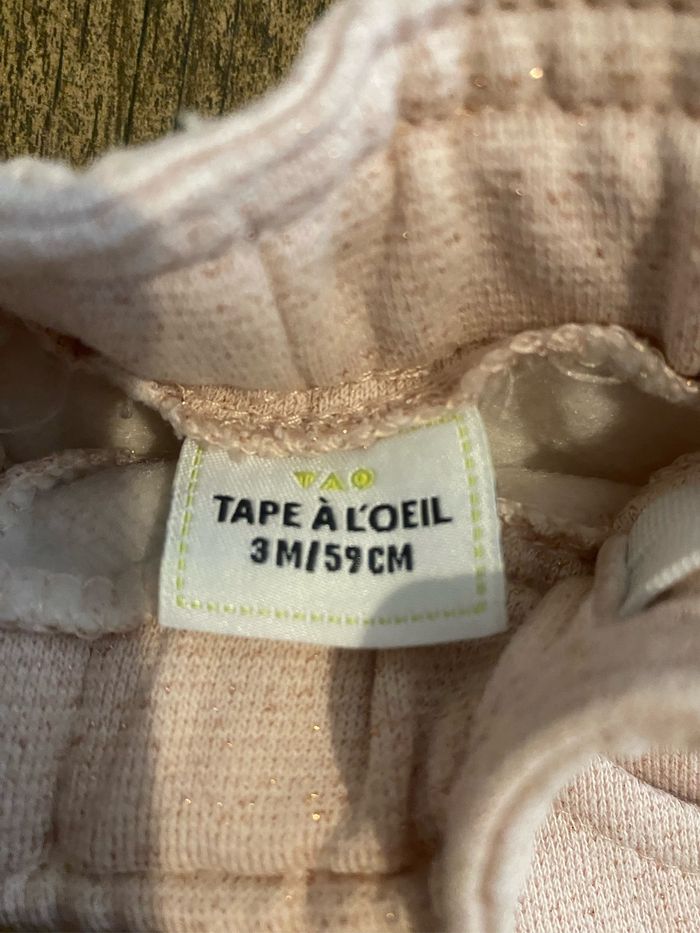 TAO
TAPE À L'OEIL
3M/59CM